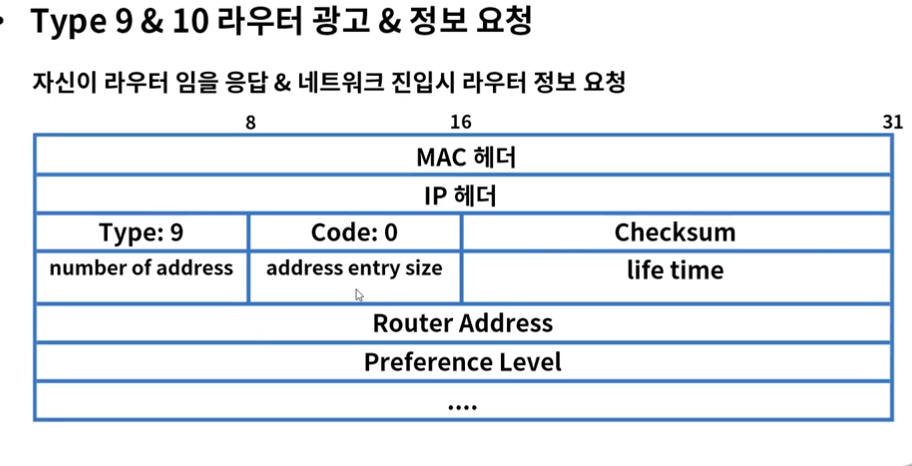 • Type 9 & 10 라우터 광고 & 정보 요청
자신이 라우터 임을 응답 & 네트워크 진입시 라우터 정보 요청
8 16 31
MAC 헤더
IP 헤더
Type: 9 Code: 0 Checksum
number of address address entry size life time
Router Address
Preference Level
....